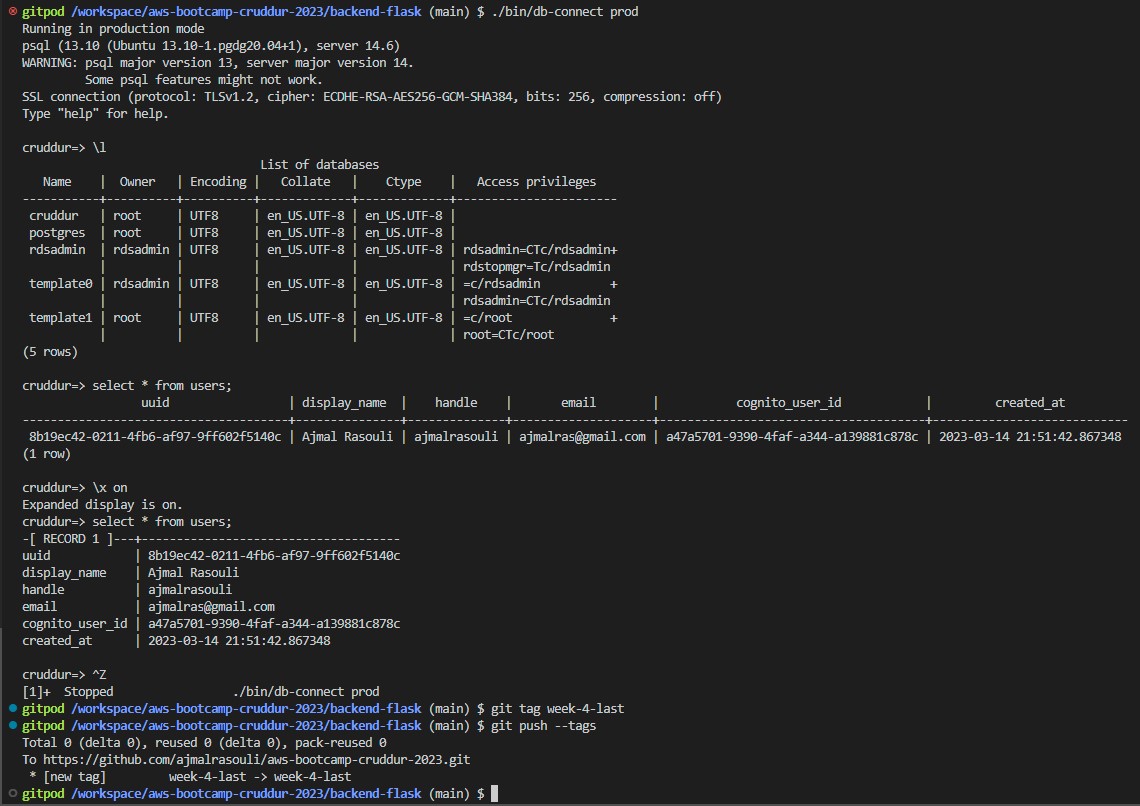 gitpod /workspace/aws-bootcamp-cruddur-2023/backend-flask (main) $ ./bin/db-connect prod
Running in production mode
psql (13.10 (Ubuntu 13.10-1.pgdg20.04+1), server 14.6)
WARNING: psql major version 13, server major version 14.
         Some psql features might not work.
SSL connection (protocol: TLSv1.2, cipher: ECDHE-RSA-AES256-GCM-SHA384, bits: 256, compression: off)
Type "help" for help.

cruddur=> \l
                                  List of databases
   Name    |  Owner   | Encoding |   Collate   |    Ctype    |   Access privileges
-----------+----------+----------+-------------+-------------+-----------------------
 cruddur   | root     | UTF8     | en_US.UTF-8 | en_US.UTF-8 |
 postgres  | root     | UTF8     | en_US.UTF-8 | en_US.UTF-8 |
 rdsadmin  | rdsadmin | UTF8     | en_US.UTF-8 | en_US.UTF-8 | rdsadmin=CTc/rdsadmin+
           |          |          |             |             | rdstopmgr=Tc/rdsadmin
 template0 | rdsadmin | UTF8     | en_US.UTF-8 | en_US.UTF-8 | =c/rdsadmin          +
           |          |          |             |             | rdsadmin=CTc/rdsadmin
 template1 | root     | UTF8     | en_US.UTF-8 | en_US.UTF-8 | =c/root              +
           |          |          |             |             | root=CTc/root
(5 rows)

cruddur=> select * from users;
                 uuid                 | display_name  |    handle    |       email        |           cognito_user_id            |         created_at
--------------------------------------+---------------+--------------+--------------------+--------------------------------------+----------------------------
 8b19ec42-0211-4fb6-af97-9ff602f5140c | Ajmal Rasouli | ajmalrasouli | ajmalras@gmail.com | a47a5701-9390-4faf-a344-a139881c878c | 2023-03-14 21:51:42.867348
(1 row)

cruddur=> \x on
Expanded display is on.
cruddur=> select * from users;
-[ RECORD 1 ]---+-------------------------------------
uuid            | 8b19ec42-0211-4fb6-af97-9ff602f5140c
display_name    | Ajmal Rasouli
handle          | ajmalrasouli
email           | ajmalras@gmail.com
cognito_user_id | a47a5701-9390-4faf-a344-a139881c878c
created_at      | 2023-03-14 21:51:42.867348

cruddur=> ^Z
[1]+  Stopped                 ./bin/db-connect prod
gitpod /workspace/aws-bootcamp-cruddur-2023/backend-flask (main) $ git tag week-4-last
gitpod /workspace/aws-bootcamp-cruddur-2023/backend-flask (main) $ git push --tags
Total 0 (delta 0), reused 0 (delta 0), pack-reused 0
To https://github.com/ajmalrasouli/aws-bootcamp-cruddur-2023.git
 * [new tag]         week-4-last -> week-4-last
gitpod /workspace/aws-bootcamp-cruddur-2023/backend-flask (main) $